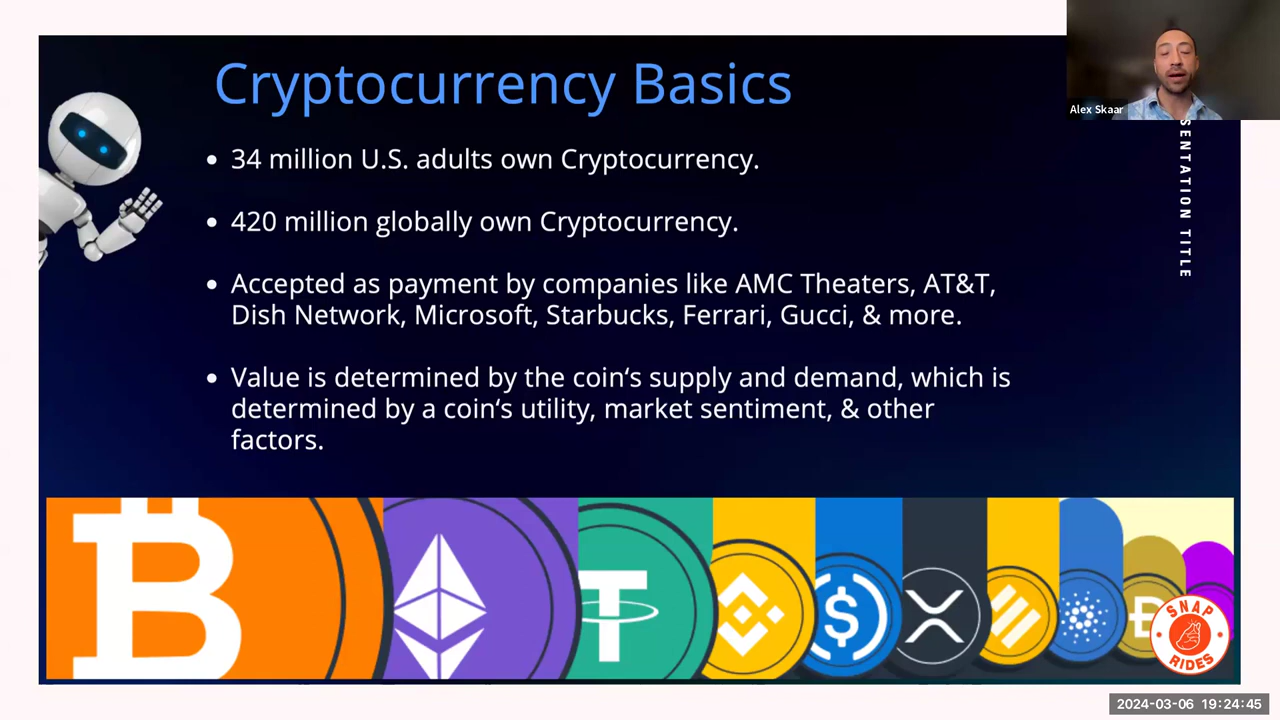 Cryptocurrency Basics
Alex Skaar
• 34 million U.S. adults own Cryptocurrency.
• 420 million globally own Cryptocurrency.
• Accepted as payment by companies like AMC Theaters, AT&T,
Dish Network, Microsoft, Starbucks, Ferrari, Gucci, & more.
• Value is determined by the coin‘s supply and demand, which is
determined by a coin‘s utility, market sentiment, & other
factors.
SENTATION TITLE
SNAP
RIDES
2024-03-06 19:24:45